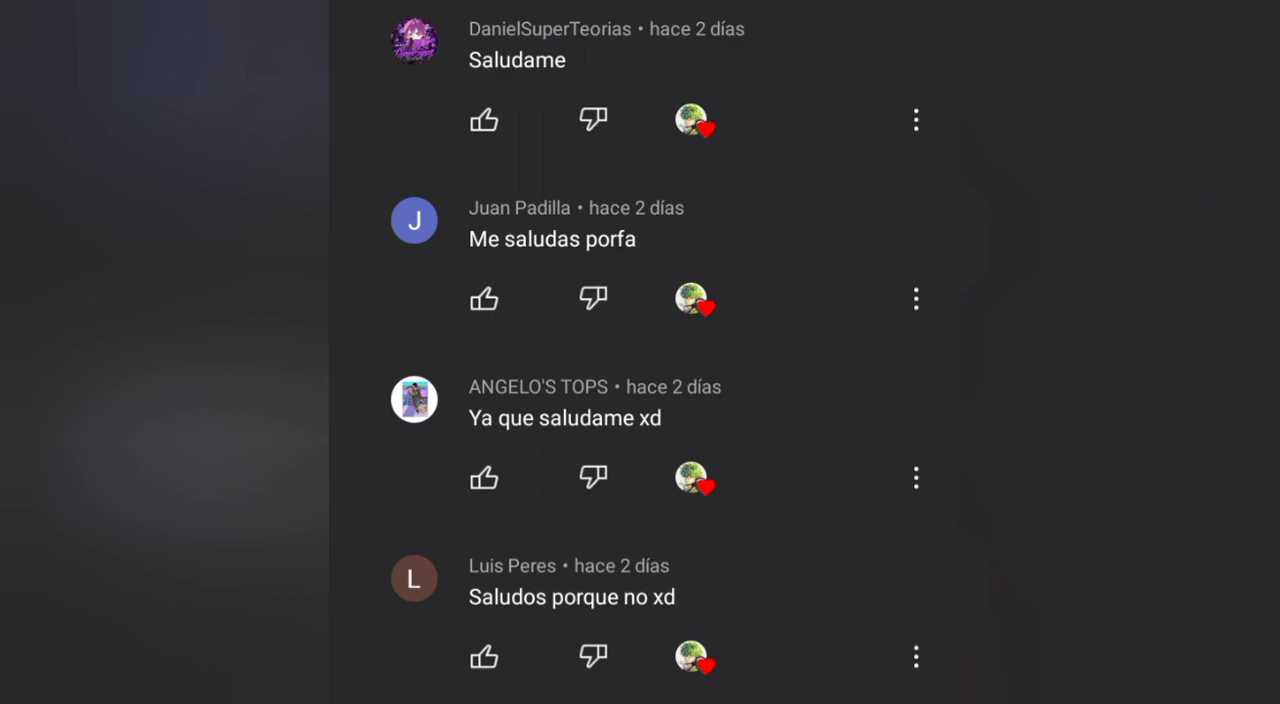 DanielSuperTeorias • hace 2 días
Saludame
J
Juan Padilla • hace 2 días
Me saludas porfa
ANGELO'S TOPS • hace 2 días
Ya que saludame xd
L
Luis Peres • hace 2 días
Saludos porque no xd